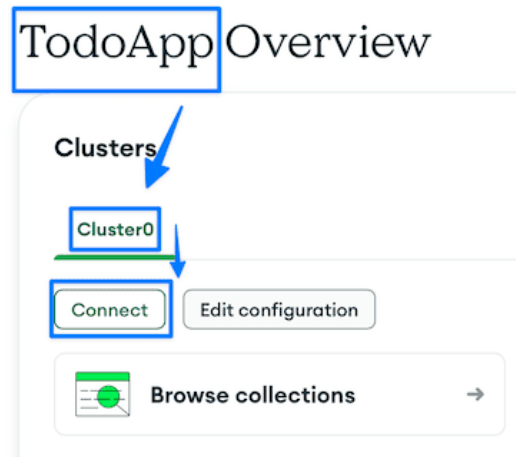 TodoApp Overview
Clusters
Cluster0
Connect
Edit configuration
Browse collections